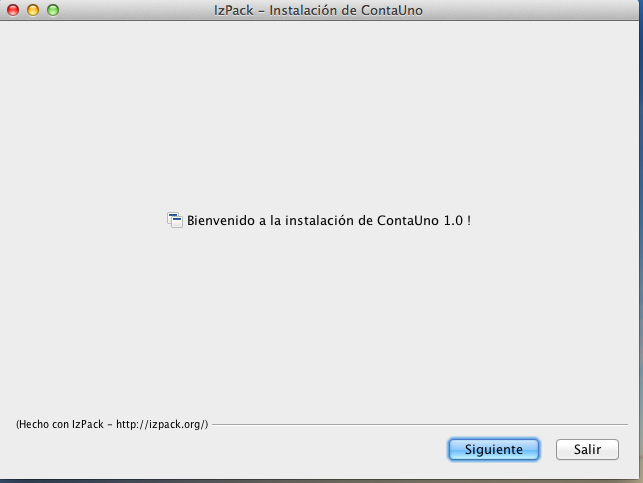 IzPack – Instalación de ContaUno
Bienvenido a la instalación de ContaUno 1.0 !
(Hecho con IzPack – http://izpack.org/)
Siguiente
Salir